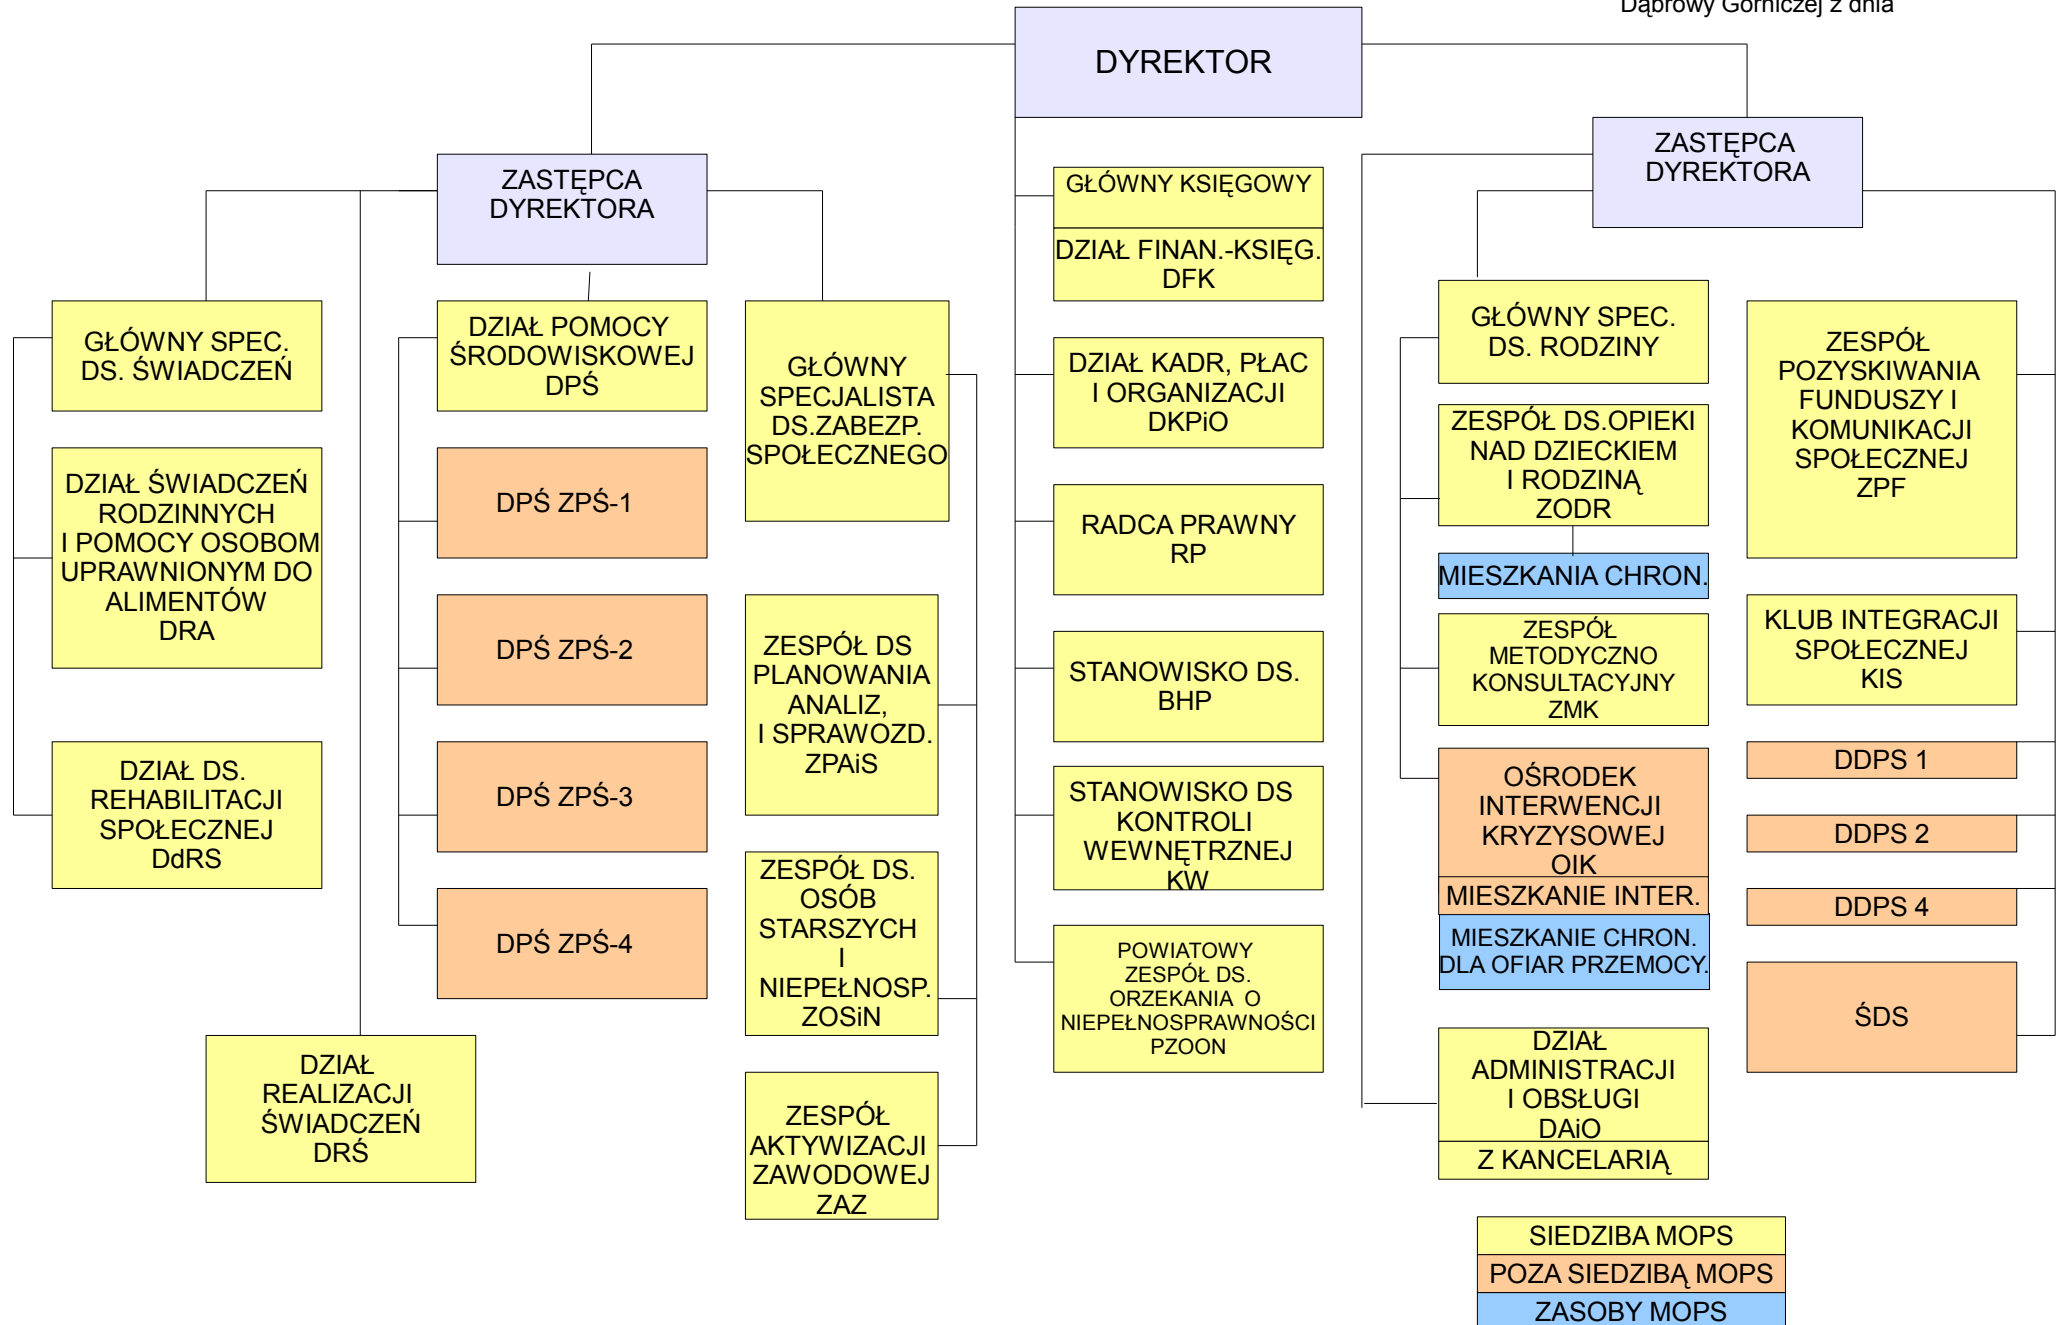 Dąbrowy Górniczej z dnia
DYREKTOR
ZASTĘPCA
DYREKTORA
ZASTĘPCA
DYREKTORA
GŁÓWNY SPEC.
DS. ŚWIADCZEŃ
DZIAŁ ŚWIADCZEŃ
RODZINNYCH
I POMOCY OSOBOM
UPRAWNIONYM DO
ALIMENTÓW
DRA
DZIAŁ DS.
REHABILITACJI
SPOŁECZNEJ
DdRS
DZIAŁ
REALIZACJI
ŚWIADCZEŃ
DRŚ
DZIAŁ POMOCY
ŚRODOWISKOWEJ
DPŚ
DPŚ ZPŚ-1
DPŚ ZPŚ-2
DPŚ ZPŚ-3
DPŚ ZPŚ-4
GŁÓWNY
SPECJALISTA
DS.ZABEZP.
SPOŁECZNEGO
ZESPÓŁ DS
PLANOWANIA
ANALIZ,
I SPRAWOZD.
ZPAiS
ZESPÓŁ DS.
OSÓB
STARSZYCH
I
NIEPEŁNOSP.
ZOSiN
ZESPÓŁ
AKTYWIZACJI
ZAWODOWEJ
ZAZ
GŁÓWNY KSIĘGOWY
DZIAŁ FINAN.-KSIĘG.
DFK
DZIAŁ KADR, PŁAC
I ORGANIZACJI
DKPiO
RADCA PRAWNY
RP
STANOWISKO DS.
BHP
STANOWISKO DS
KONTROLI
WEWNĘTRZNEJ
KW
POWIATOWY
ZESPÓŁ DS.
ORZEKANIA O
NIEPEŁNOSPRAWNOŚCI
PZOON
GŁÓWNY SPEC.
DS. RODZINY
ZESPÓŁ DS.OPIEKI
NAD DZIECKIEM
I RODZINĄ
ZODR
MIESZKANIA CHRON.
ZESPÓŁ
METODYCZNO
KONSULTACYJNY
ZMK
OŚRODEK
INTERWENCJI
KRYZYSOWEJ
OIK
MIESZKANIE INTER.
MIESZKANIE CHRON.
DLA OFIAR PRZEMOCY.
DZIAŁ
ADMINISTRACJI
I OBSŁUGI
DAiO
Z KANCELARIĄ
ZESPÓŁ
POZYSKIWANIA
FUNDUSZY I
KOMUNIKACJI
SPOŁECZNEJ
ZPF
KLUB INTEGRACJI
SPOŁECZNEJ
KIS
DDPS 1
DDPS 2
DDPS 4
ŚDS
SIEDZIBA MOPS
POZA SIEDZIBĄ MOPS
ZASOBY MOPS